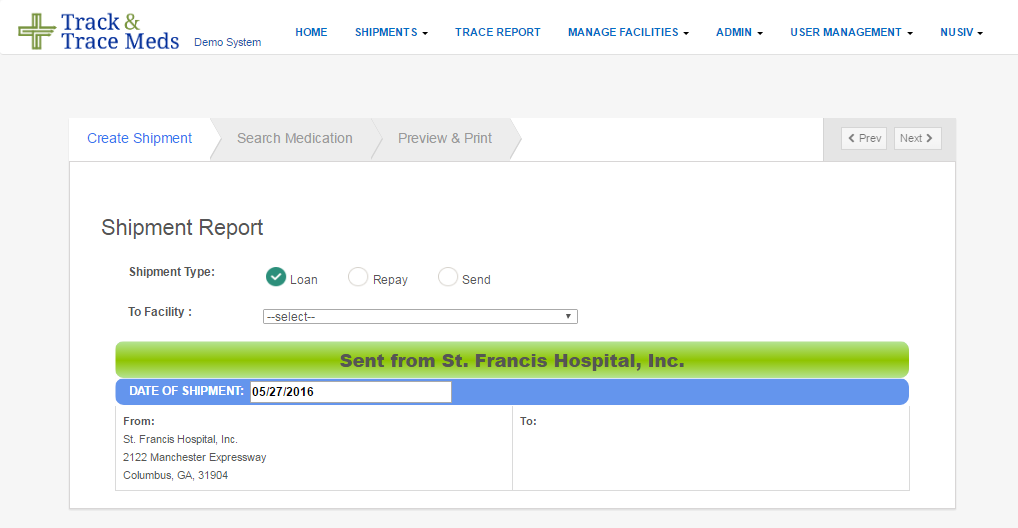 Track &
Trace Meds Demo System
HOME SHIPMENTS TRACE REPORT MANAGE FACILITIES ADMIN USER MANAGEMENT NUSIV
Create Shipment Search Medication Preview & Print Prev Next
Shipment Report
Shipment Type: Loan Repay Send
To Facility : --select--
Sent from St. Francis Hospital, Inc.
DATE OF SHIPMENT: 05/27/2016
From: To:
St. Francis Hospital, Inc.
2122 Manchester Expressway
Columbus, GA, 31904